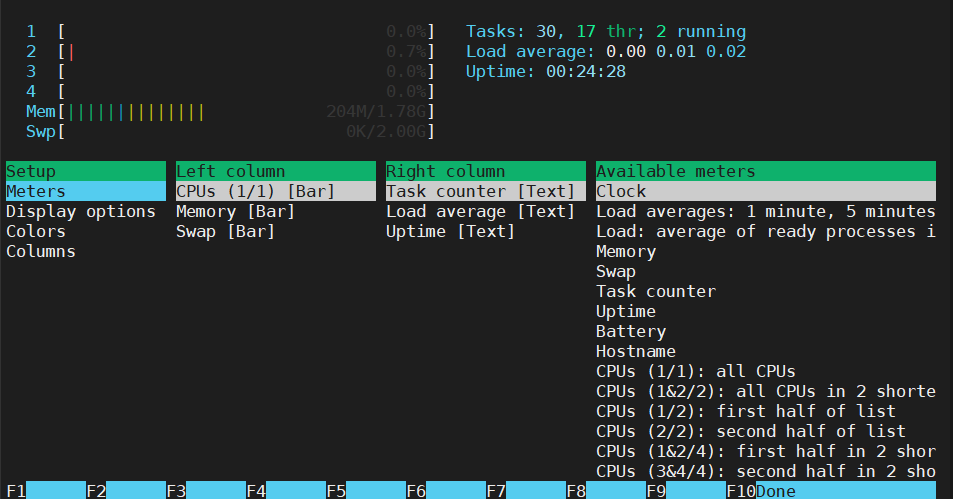 1 [ 0.0%] Tasks: 30, 17 thr; 2 running
2 [| 0.7%] Load average: 0.00 0.01 0.02
3 [ 0.0%] Uptime: 00:24:28
4 [ 0.0%]
Mem[||||||||||||||| 204M/1.78G]
Swp[ 0K/2.00G]
Setup Left column Right column Available meters
Meters CPUs (1/1) [Bar] Task counter [Text] Clock
Display options Memory [Bar] Load average [Text] Load averages: 1 minute, 5 minutes
Colors Swap [Bar] Uptime [Text] Load: average of ready processes i
Columns Memory
Swap
Task counter
Uptime
Battery
Hostname
CPUs (1/1): all CPUs
CPUs (1&2/2): all CPUs in 2 shorte
CPUs (1/2): first half of list
CPUs (2/2): second half of list
CPUs (1&2/4): first half in 2 shor
CPUs (3&4/4): second half in 2 sho
F1 F2 F3 F4 F5 F6 F7 F8 F9 F10Done